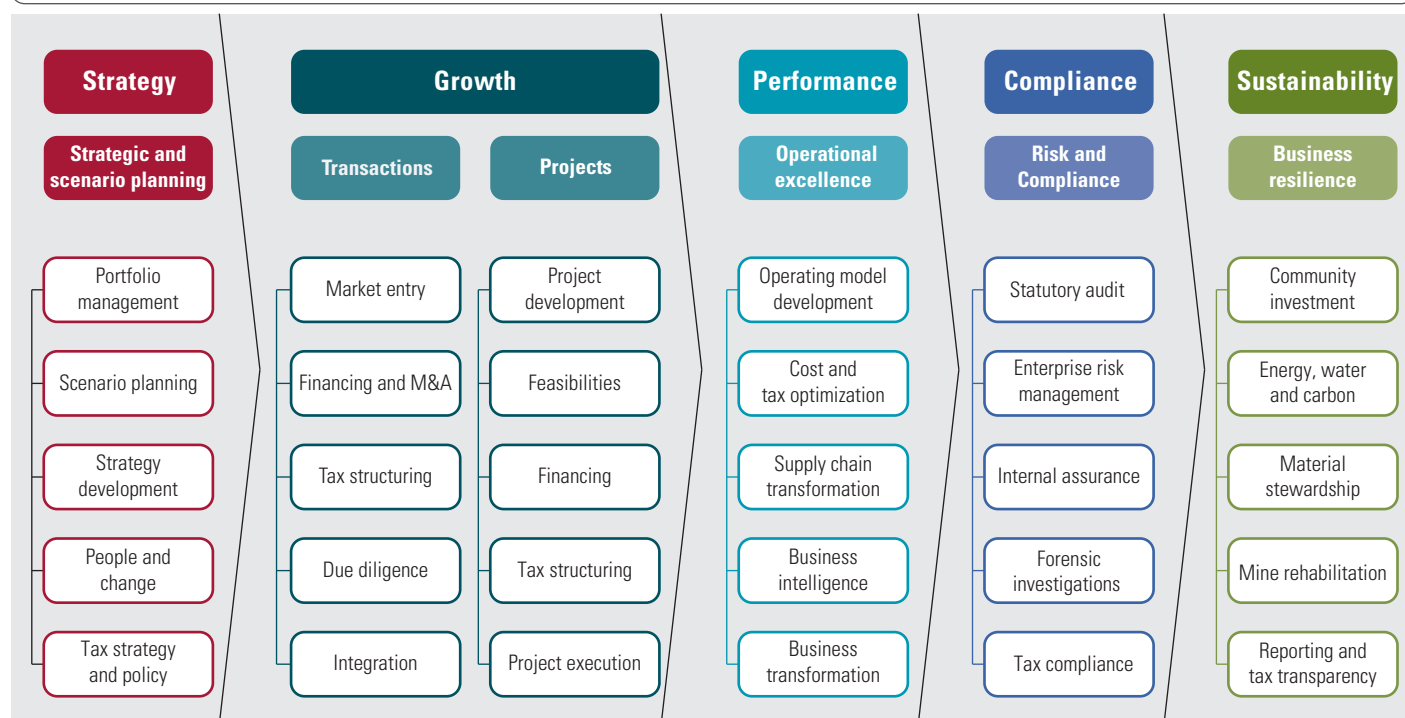 Strategy
Growth
Performance
Compliance
Sustainability
Strategic and
scenario planning
Transactions
Projects
Operational
excellence
Risk and
Compliance
Business
resilience
Portfolio
management
Scenario planning
Strategy
development
People and
change
Tax strategy
and policy
Market entry
Financing and M&A
Tax structuring
Due diligence
Integration
Project
development
Feasibilities
Financing
Tax structuring
Project execution
Operating model
development
Cost and
tax optimization
Supply chain
transformation
Business
intelligence
Business
transformation
Statutory audit
Enterprise risk
management
Internal assurance
Forensic
investigations
Tax compliance
Community
investment
Energy, water
and carbon
Material
stewardship
Mine rehabilitation
Reporting and
tax transparency